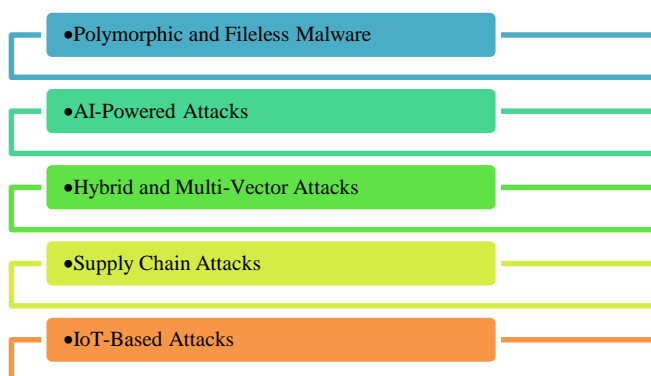 •Polymorphic and Fileless Malware
•AI-Powered Attacks
•Hybrid and Multi-Vector Attacks
•Supply Chain Attacks
•IoT-Based Attacks